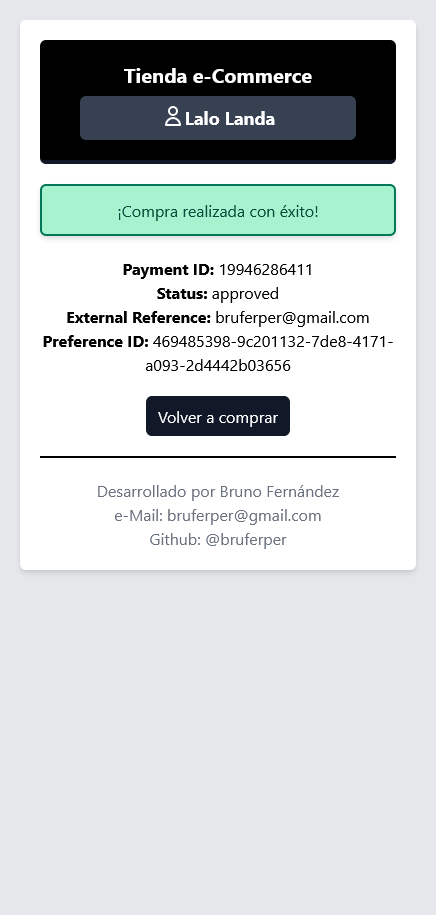 Tienda e-Commerce
Lalo Landa
¡Compra realizada con éxito!
Payment ID: 19946286411
Status: approved
External Reference: bruferper@gmail.com
Preference ID: 469485398-9c201132-7de8-4171-
a093-2d4442b03656
Volver a comprar
Desarrollado por Bruno Fernández
e-Mail: bruferper@gmail.com
Github: @bruferper